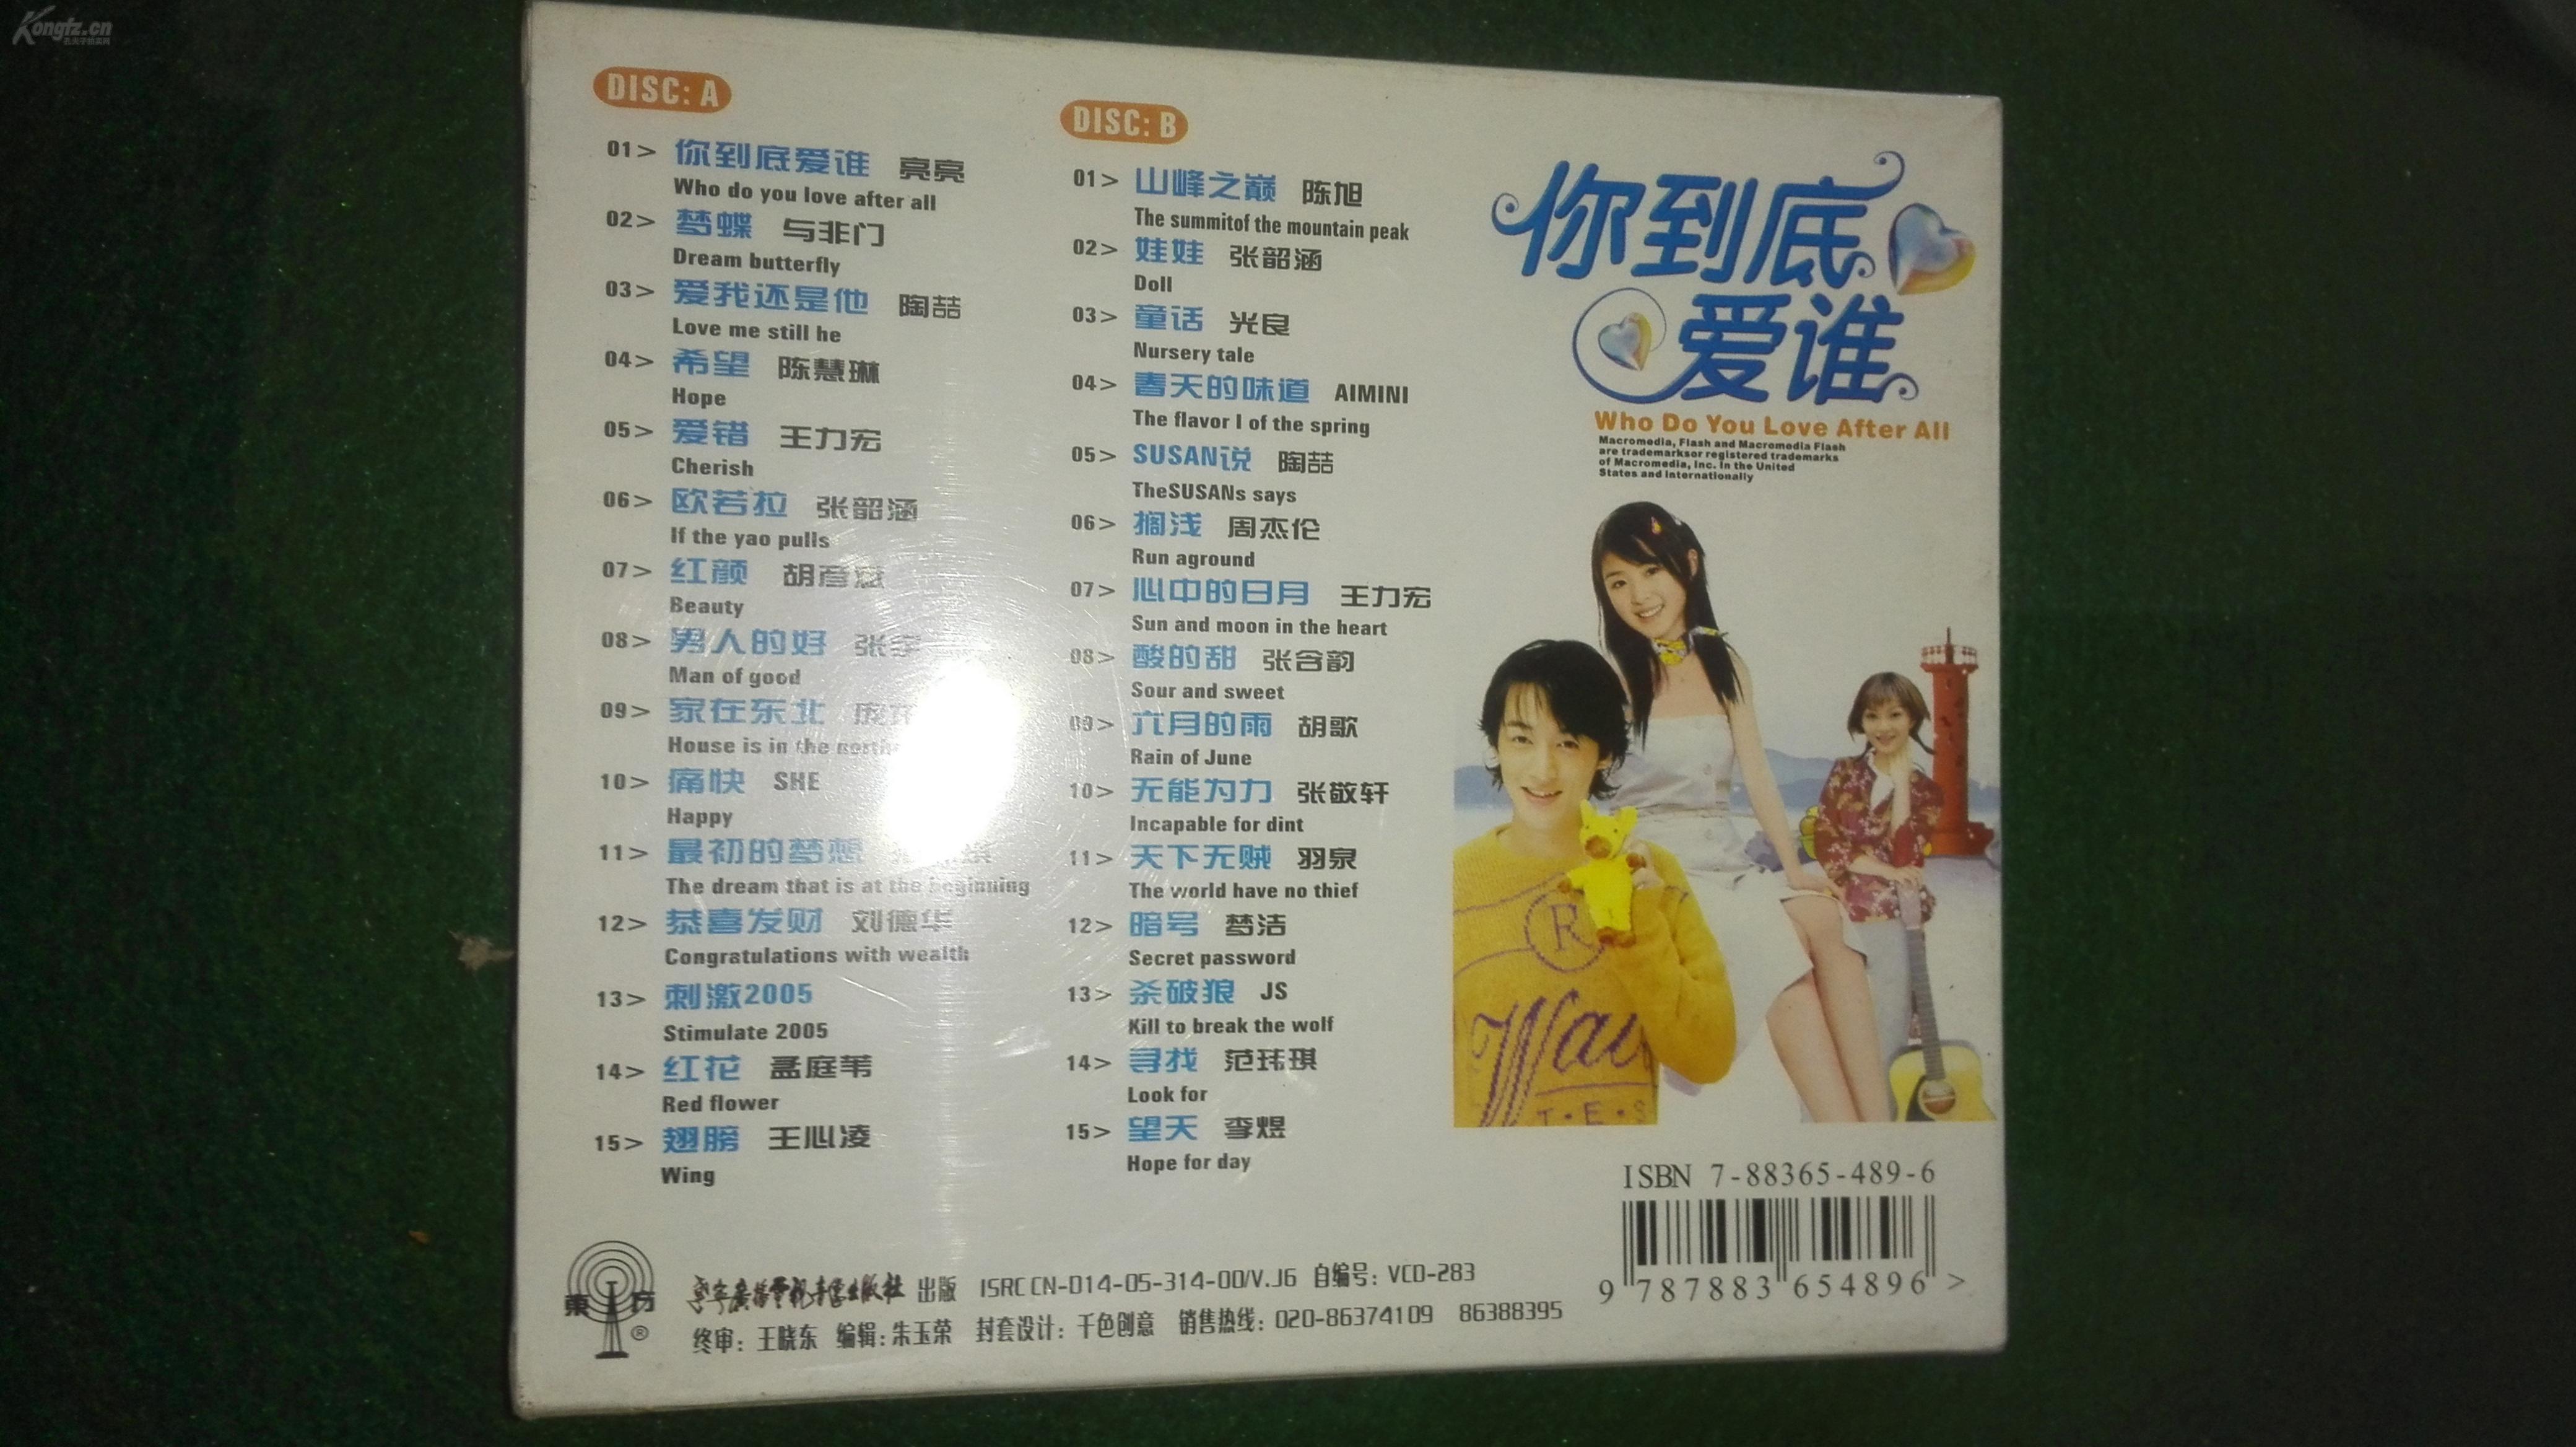 Kongfz.cn
DISC: A
01> 你到底爱谁 亮亮
Who do you love after all
02> 梦蝶 与非门
Dream butterfly
03> 爱我还是他 陶喆
Love me still he
04> 希望 陈慧琳
Hope
05> 爱错 王力宏
Cherish
06> 欧若拉 张韶涵
If the yao pulls
07> 红颜 胡彦斌
Beauty
08> 男人的好 张宇
Man of good
09> 家在东北 庞龙
House is in the north
10> 痛快 SHE
Happy
11> 最初的梦想
The dream that is at the beginning
12> 恭喜发财 刘德华
Congratulations with wealth
13> 刺激2005
Stimulate 2005
14> 红花 孟庭苇
Red flower
15> 翅膀 王心凌
Wing
DISC: B
01> 山峰之巅 陈旭
The summitof the mountain peak
02> 娃娃 张韶涵
Doll
03> 童话 光良
Nursery tale
04> 春天的味道 AIMINI
The flavor I of the spring
05> SUSAN说 陶喆
TheSUSANs says
06> 搁浅 周杰伦
Run aground
07> 心中的日月 王力宏
Sun and moon in the heart
08> 酸的甜 张含韵
Sour and sweet
09> 六月的雨 胡歌
Rain of June
10> 无能为力 张敬轩
Incapable for dint
11> 天下无贼 羽泉
The world have no thief
12> 暗号 梦洁
Secret password
13> 杀破狼 JS
Kill to break the wolf
14> 寻找 范玮琪
Look for
15> 望天 李煜
Hope for day
你到底
爱谁
Who Do You Love After All
Macromedia, Flash and Macromedia Flash
are trademarksor registered trademarks
of Macromedia, Inc. In the United
States and internationally
R
Wai
T·E·S
ISBN 7-88365-489-6
9 787883 654896 >
東方
®
出版 ISRC CN-D14-05-314-00/V.J6 自编号: VCD-283
终审: 王晓东 编辑: 朱玉荣 封套设计: 千色创意 销售热线: 020-86374109 86388395